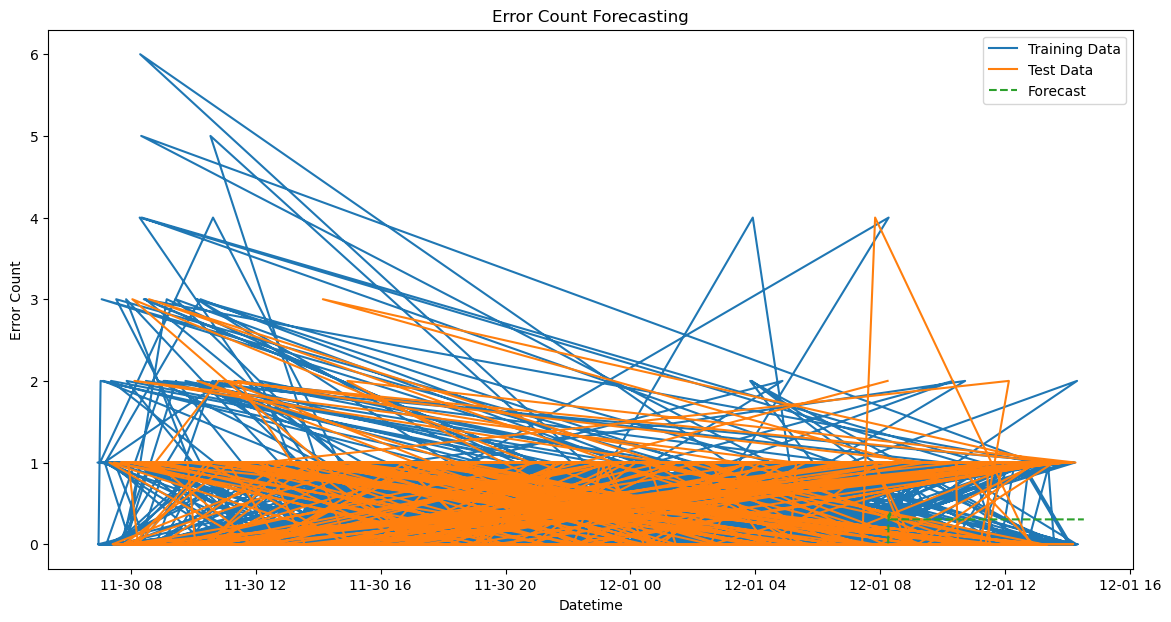 Error Count Forecasting
Training Data
Test Data
Forecast
Error Count
6
5
4
3
2
1
0
11-30 08 11-30 12 11-30 16 11-30 20 12-01 00 12-01 04 12-01 08 12-01 12 12-01 16
Datetime